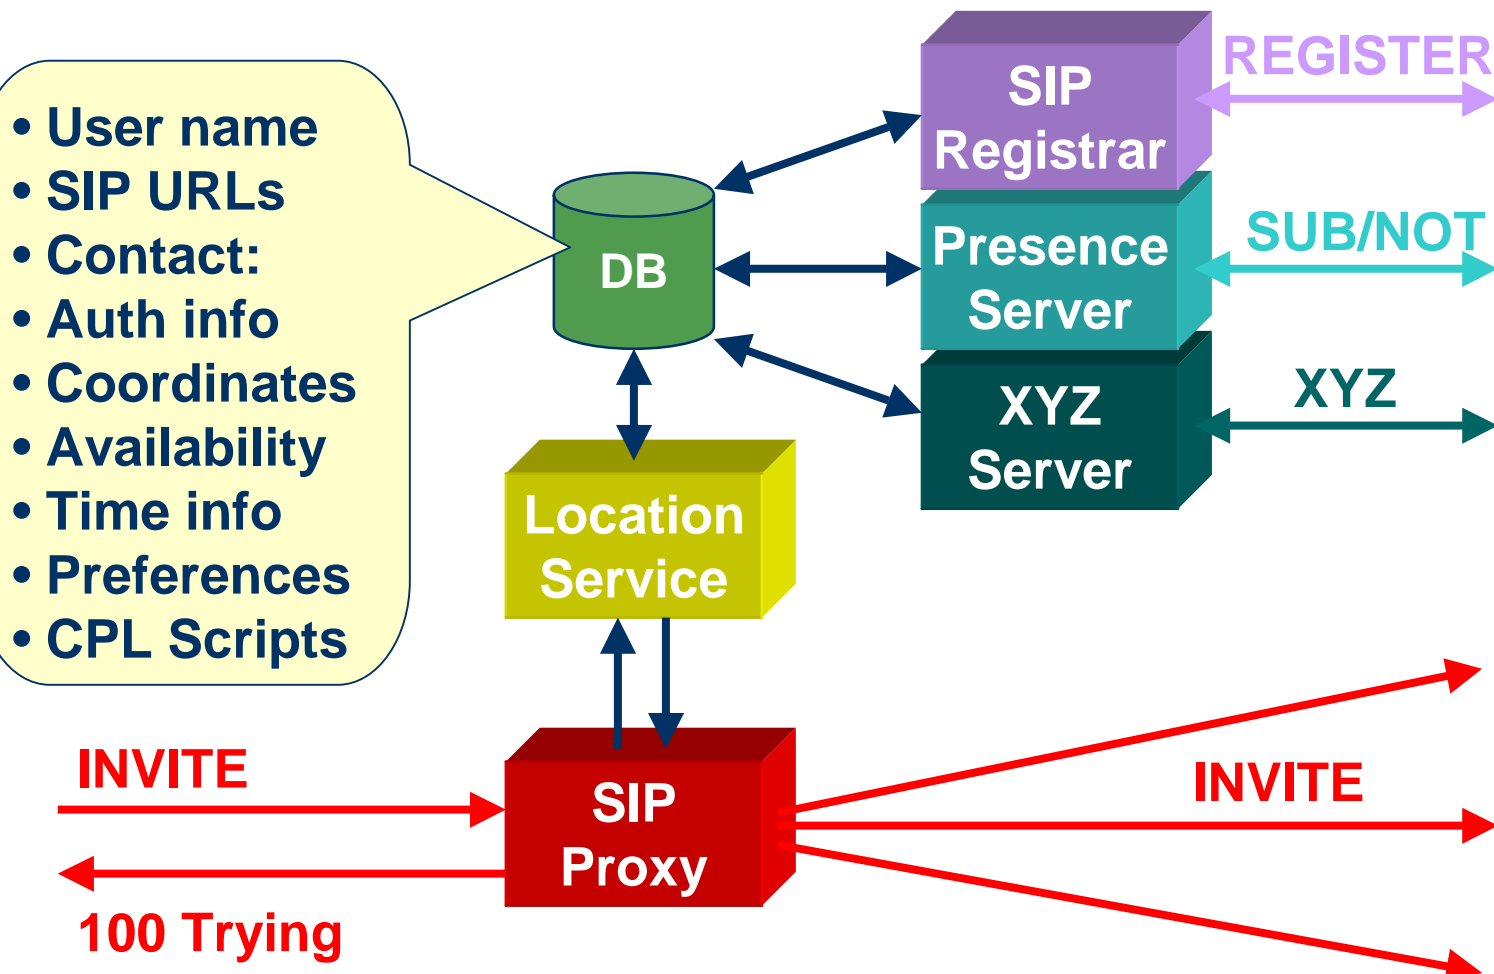 • User name
• SIP URLs
• Contact:
• Auth info
• Coordinates
• Availability
• Time info
• Preferences
• CPL Scripts
DB
SIP
Registrar
REGISTER
Presence
Server
SUB/NOT
XYZ
Server
XYZ
Location
Service
INVITE
100 Trying
SIP
Proxy
INVITE